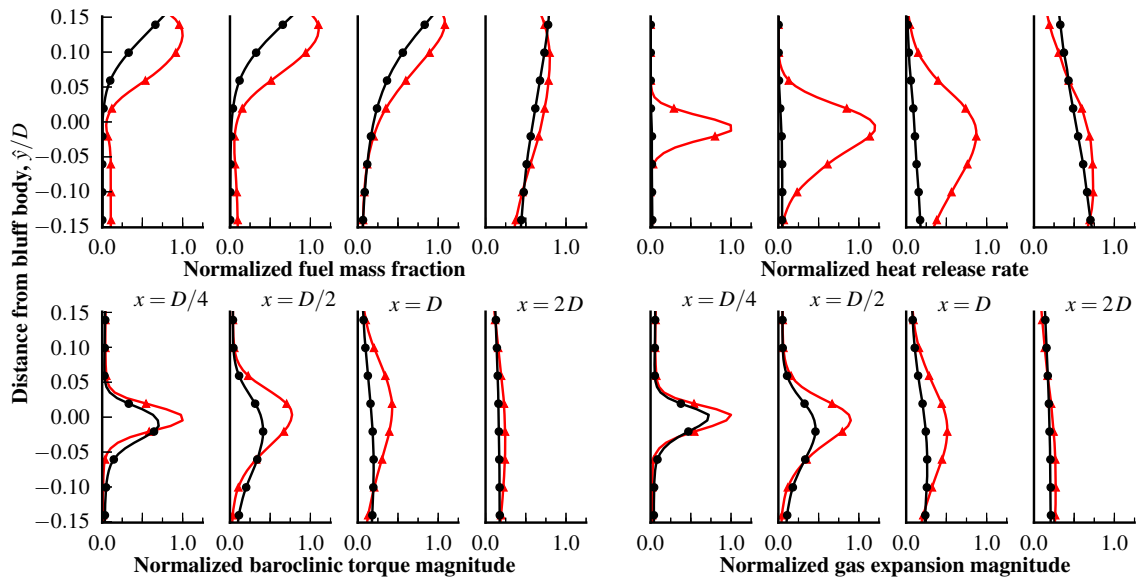 Distance from bluff body, ŷ/D
0.15
0.10
0.05
0.00
−0.05
−0.10
−0.15
0.0 1.0 0.0 1.0 0.0 1.0 0.0 1.0 0.0 1.0 0.0 1.0 0.0 1.0 0.0 1.0
Normalized fuel mass fraction Normalized heat release rate
x = D/4 x = D/2 x = D x = 2D x = D/4 x = D/2 x = D x = 2D
0.15
0.10
0.05
0.00
−0.05
−0.10
−0.15
0.0 1.0 0.0 1.0 0.0 1.0 0.0 1.0 0.0 1.0 0.0 1.0 0.0 1.0 0.0 1.0
Normalized baroclinic torque magnitude Normalized gas expansion magnitude